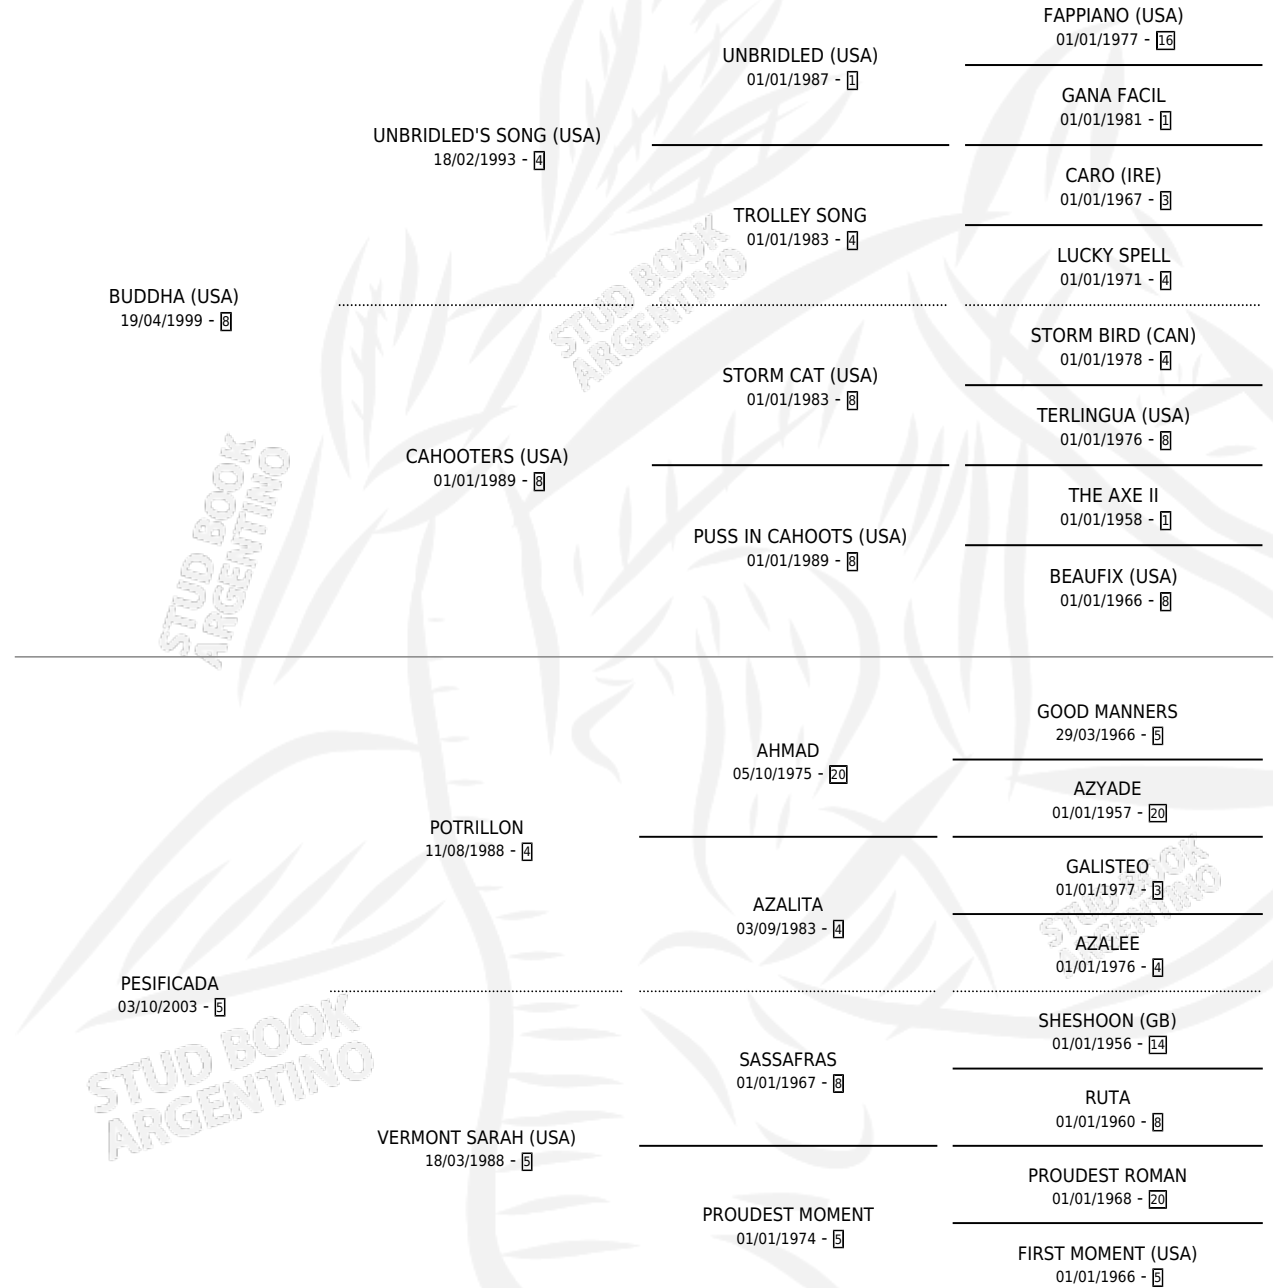 FAPPIANO (USA)
01/01/1977 - 16
UNBRIDLED (USA)
01/01/1987 - 1
GANA FACIL
01/01/1981 - 1
UNBRIDLED'S SONG (USA)
18/02/1993 - 4
CARO (IRE)
01/01/1967 - 3
TROLLEY SONG
01/01/1983 - 4
LUCKY SPELL
01/01/1971 - 4
BUDDHA (USA)
19/04/1999 - 8
STORM BIRD (CAN)
01/01/1978 - 4
STORM CAT (USA)
01/01/1983 - 8
TERLINGUA (USA)
01/01/1976 - 8
CAHOOTERS (USA)
01/01/1989 - 8
THE AXE II
01/01/1958 - 1
PUSS IN CAHOOTS (USA)
01/01/1989 - 8
BEAUFIX (USA)
01/01/1966 - 8
GOOD MANNERS
29/03/1966 - 5
AHMAD
05/10/1975 - 20
AZYADE
01/01/1957 - 20
POTRILLON
11/08/1988 - 4
GALISTEO
01/01/1977 - 3
AZALITA
03/09/1983 - 4
AZALEE
01/01/1976 - 4
PESIFICADA
03/10/2003 - 5
SHESHOON (GB)
01/01/1956 - 14
SASSAFRAS
01/01/1967 - 8
RUTA
01/01/1960 - 8
VERMONT SARAH (USA)
18/03/1988 - 5
PROUDEST ROMAN
01/01/1968 - 20
PROUDEST MOMENT
01/01/1974 - 5
FIRST MOMENT (USA)
01/01/1966 - 5
STUD BOOK
ARGENTINO
STUD BOOK
ARGENTINO
STUD BOOK
ARGENTINO
STUD BOOK
ARGENTINO